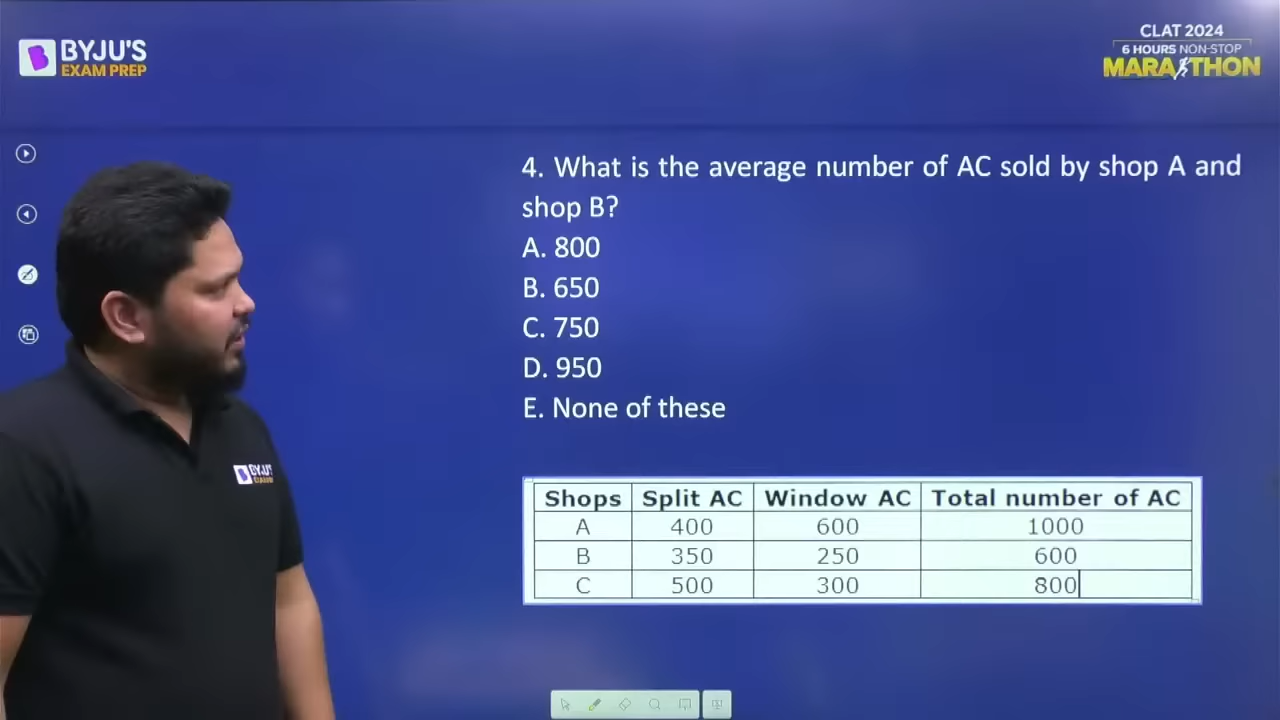 BYJU'S
EXAM PREP
CLAT 2024
6 HOURS NON-STOP
MARATHON
4. What is the average number of AC sold by shop A and
shop B?
A. 800
B. 650
C. 750
D. 950
E. None of these
BYJU'S
Shops Split AC Window AC Total number of AC
A 400 600 1000
B 350 250 600
C 500 300 800